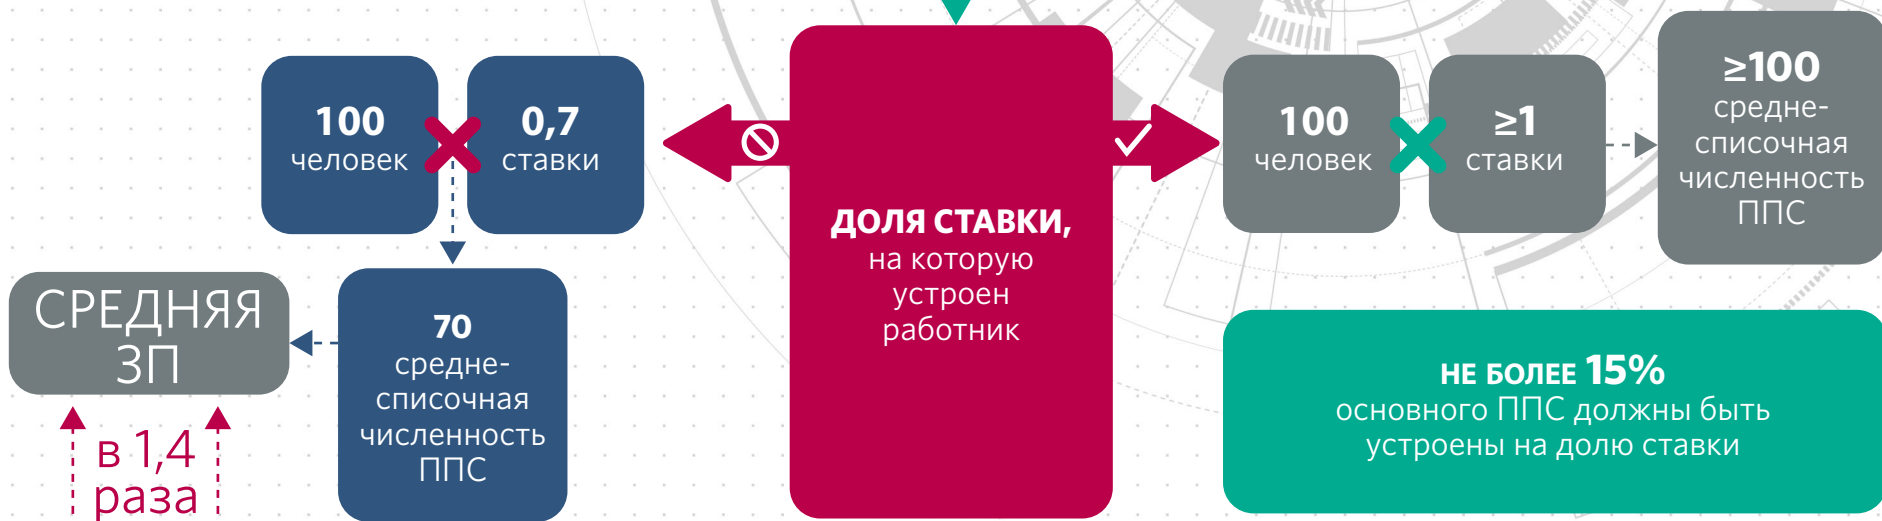 100
человек
0,7
ставки
70
средне-
списочная
численность
ППС
СРЕДНЯЯ
ЗП
в 1,4
раза
ДОЛЯ СТАВКИ,
на которую
устроен
работник
100
человек
≥1
ставки
≥100
средне-
списочная
численность
ППС
НЕ БОЛЕЕ 15%
основного ППС должны быть
устроены на долю ставки